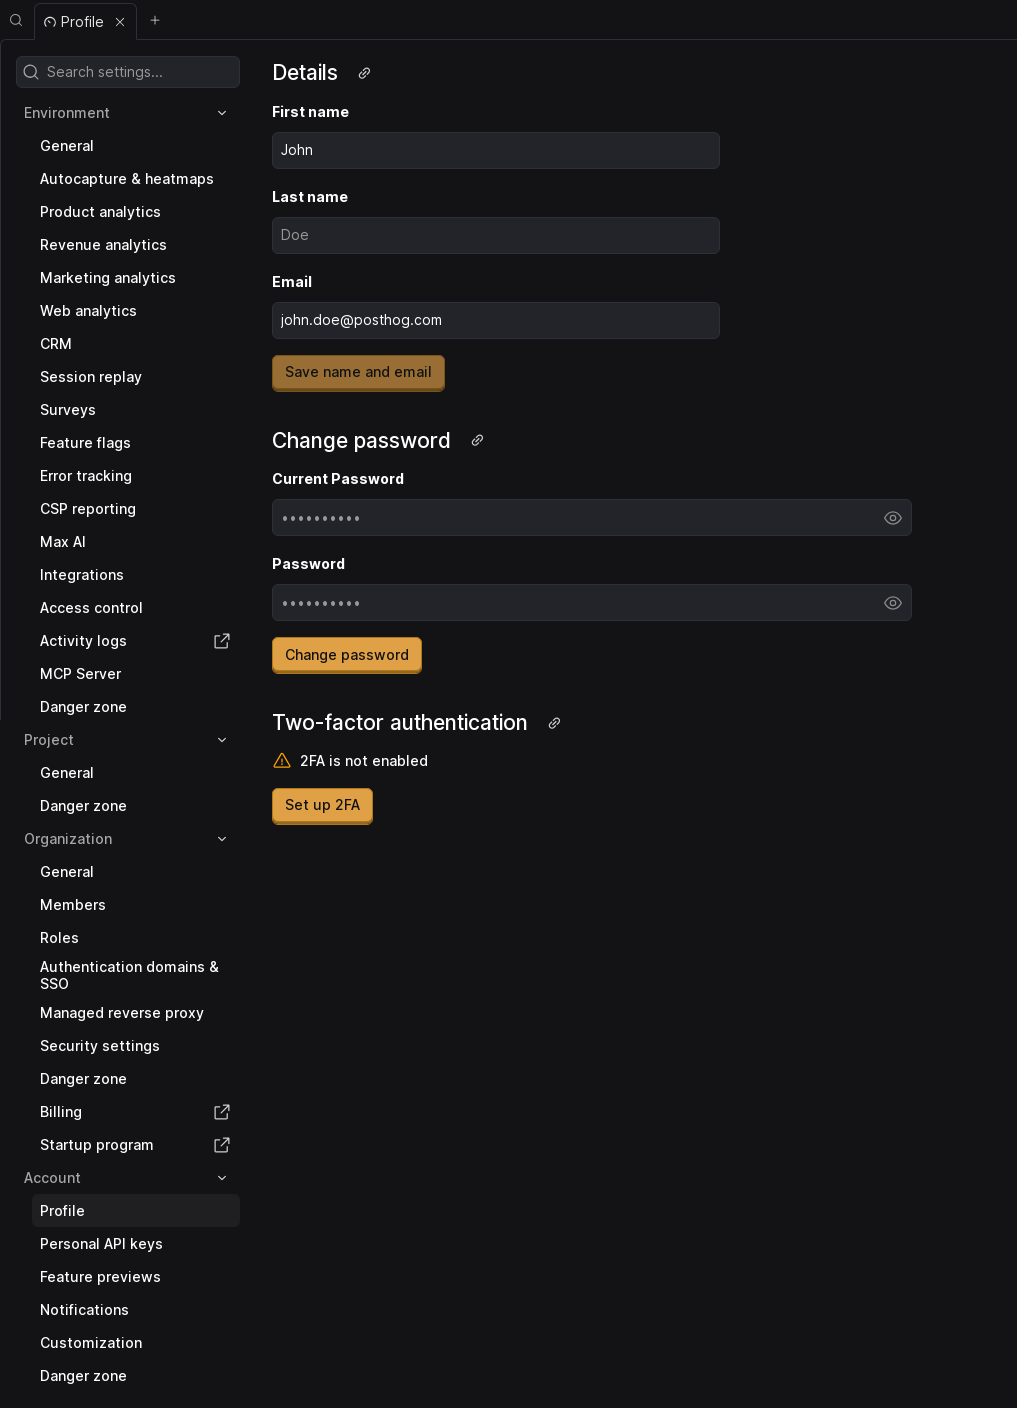 Profile
Search settings...
Environment
General
Autocapture & heatmaps
Product analytics
Revenue analytics
Marketing analytics
Web analytics
CRM
Session replay
Surveys
Feature flags
Error tracking
CSP reporting
Max AI
Integrations
Access control
Activity logs
MCP Server
Danger zone
Project
General
Danger zone
Organization
General
Members
Roles
Authentication domains &
SSO
Managed reverse proxy
Security settings
Danger zone
Billing
Startup program
Account
Profile
Personal API keys
Feature previews
Notifications
Customization
Danger zone
Details
First name
John
Last name
Doe
Email
john.doe@posthog.com
Save name and email
Change password
Current Password
••••••••••
Password
••••••••••
Change password
Two-factor authentication
2FA is not enabled
Set up 2FA